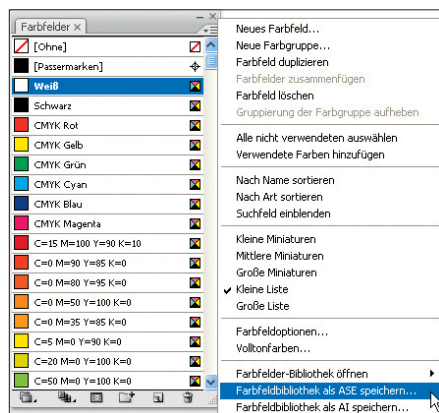 Farbfelder ×
[Ohne]
[Passermarken]
Weiß
Schwarz
CMYK Rot
CMYK Gelb
CMYK Grün
CMYK Cyan
CMYK Blau
CMYK Magenta
C=15 M=100 Y=90 K=10
C=0 M=90 Y=85 K=0
C=0 M=80 Y=95 K=0
C=0 M=50 Y=100 K=0
C=0 M=35 Y=85 K=0
C=5 M=0 Y=90 K=0
C=20 M=0 Y=100 K=0
C=50 M=0 Y=100 K=0
Neues Farbfeld...
Neue Farbgruppe...
Farbfeld duplizieren
Farbfelder zusammenfügen
Farbfeld löschen
Gruppierung der Farbgruppe aufheben
Alle nicht verwendeten auswählen
Verwendete Farben hinzufügen
Nach Name sortieren
Nach Art sortieren
Suchfeld einblenden
Kleine Miniaturen
Mittlere Miniaturen
Große Miniaturen
✓ Kleine Liste
Große Liste
Farbfeldoptionen...
Volltonfarben...
Farbfelder-Bibliothek öffnen
Farbfeldbibliothek als ASE speichern...
Farbfeldbibliothek als AI speichern...